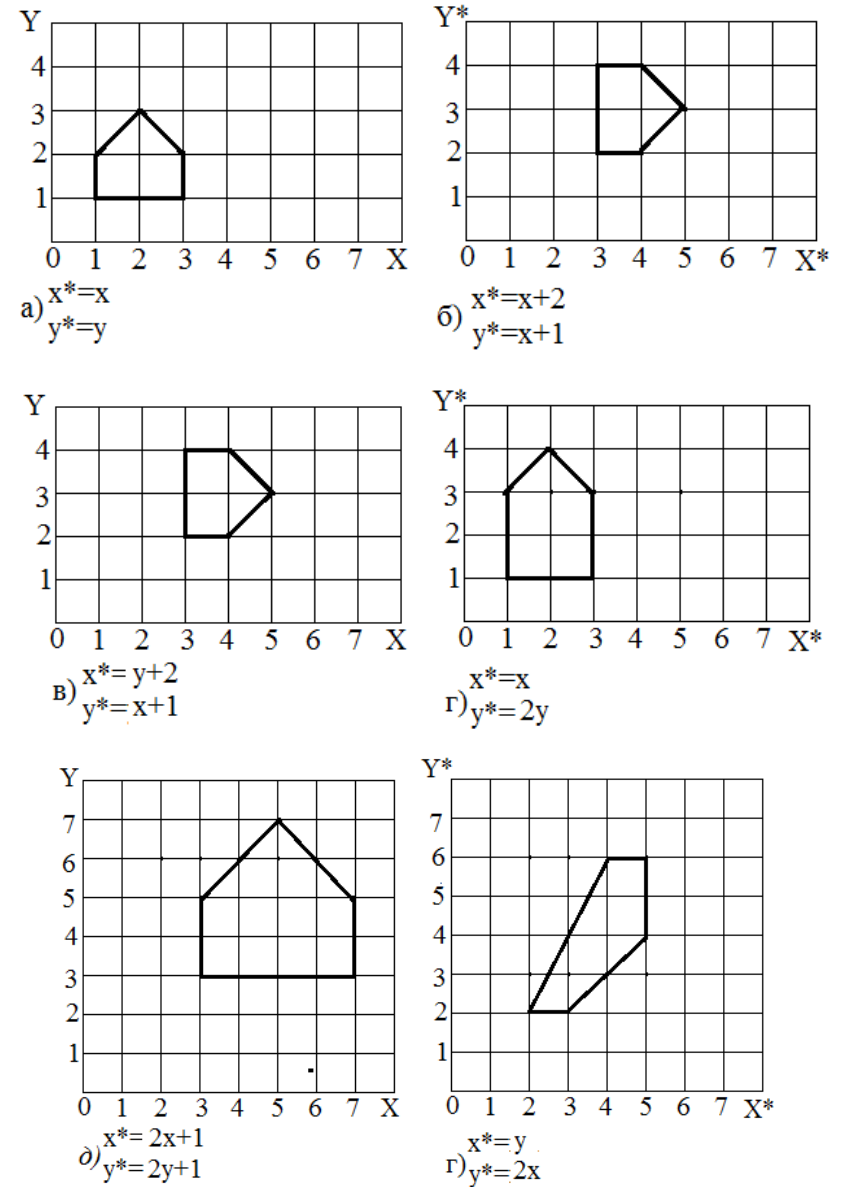 Y
4
3
2
1
0 1 2 3 4 5 6 7 X
а) x*=x
y*=y
Y*
4
3
2
1
0 1 2 3 4 5 6 7 X*
б) x*=x+2
y*=x+1
Y
4
3
2
1
0 1 2 3 4 5 6 7 X
в) x*= y+2
y*= x+1
Y*
4
3
2
1
0 1 2 3 4 5 6 7 X*
г) x*=x
y*= 2y
Y
7
6
5
4
3
2
1
0 1 2 3 4 5 6 7 X
д) x*= 2x+1
y*= 2y+1
Y*
7
6
5
4
3
2
1
0 1 2 3 4 5 6 7 X*
г) x*= y
y*= 2x